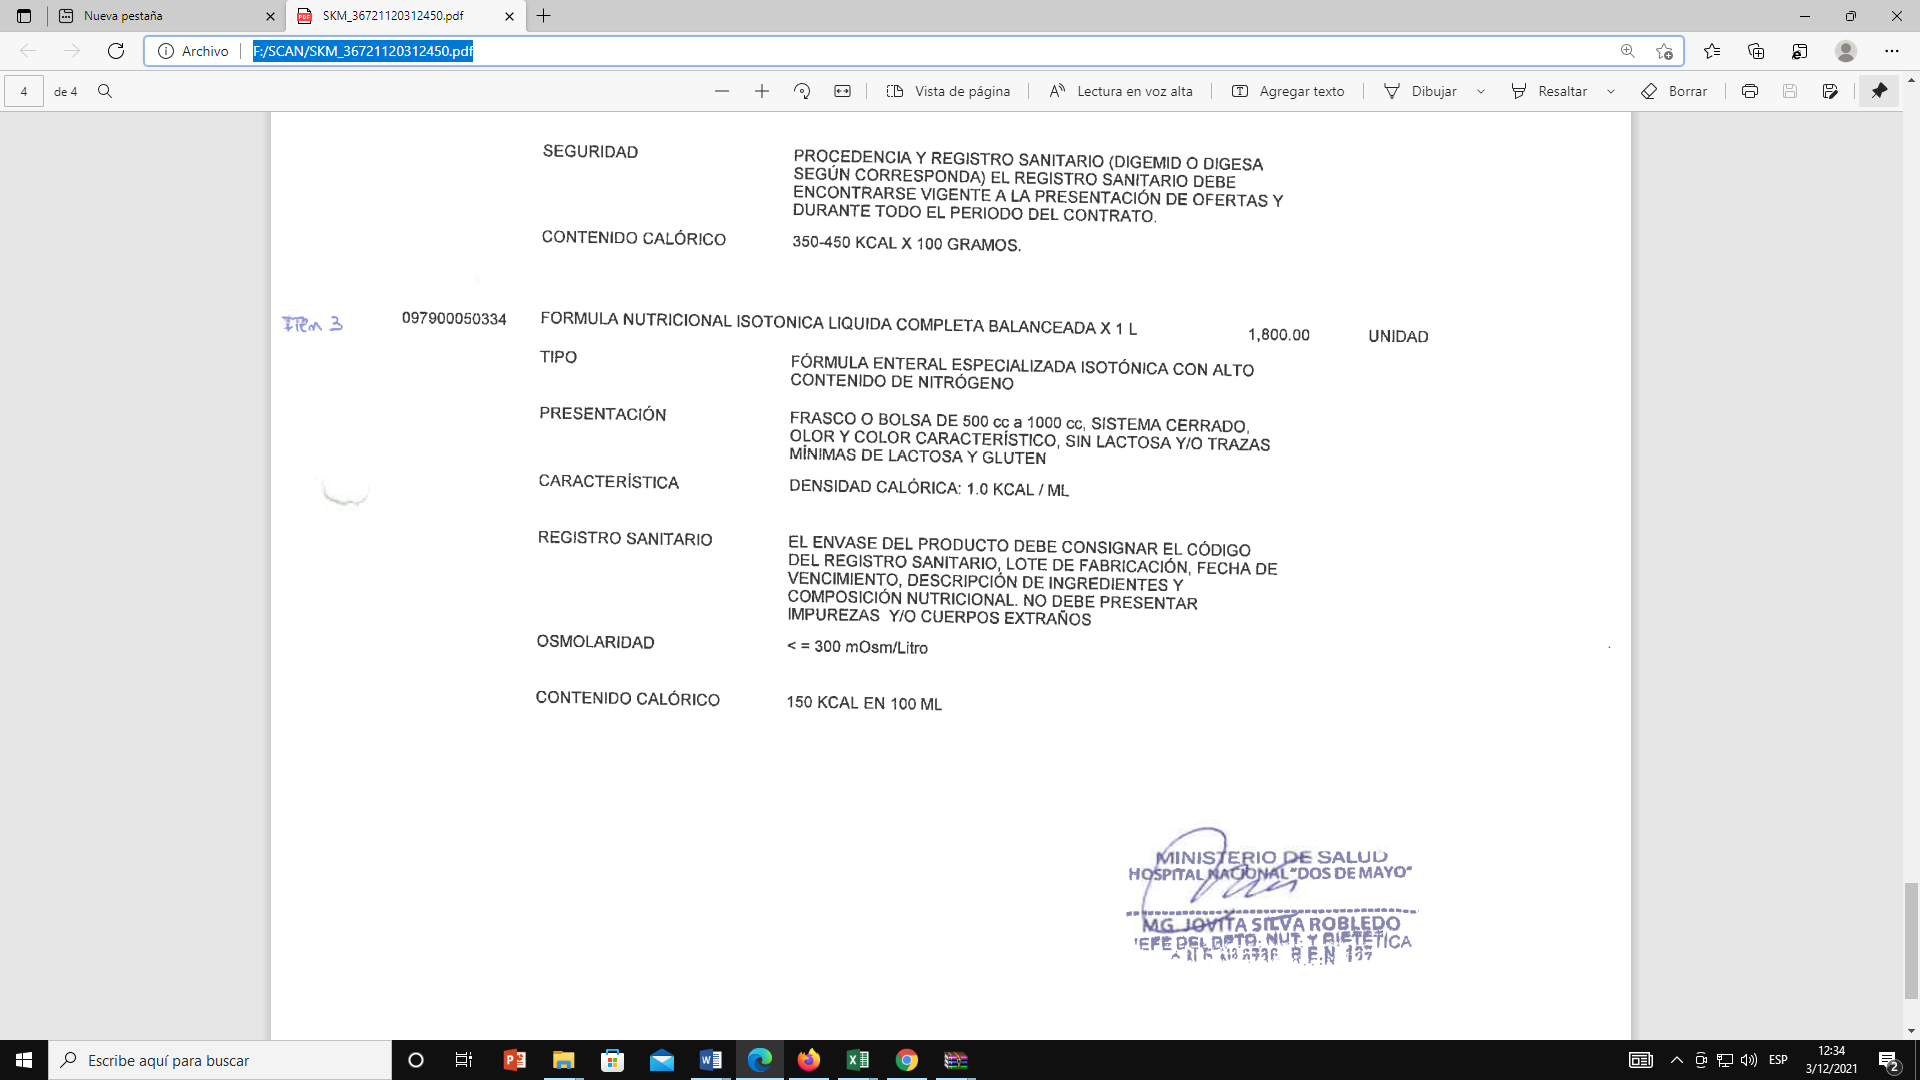 Nueva pestaña
SKM_36721120312450.pdf
Archivo
F:/SCAN/SKM_36721120312450.pdf
4 de 4
Vista de página
Lectura en voz alta
Agregar texto
Dibujar
Resaltar
Borrar
SEGURIDAD
PROCEDENCIA Y REGISTRO SANITARIO (DIGEMID O DIGESA
SEGÚN CORRESPONDA) EL REGISTRO SANITARIO DEBE
ENCONTRARSE VIGENTE A LA PRESENTACIÓN DE OFERTAS Y
DURANTE TODO EL PERIODO DEL CONTRATO.
CONTENIDO CALÓRICO
350-450 KCAL X 100 GRAMOS.
ITEM 3
097900050334
FORMULA NUTRICIONAL ISOTONICA LIQUIDA COMPLETA BALANCEADA X 1 L
1,800.00
UNIDAD
TIPO
FÓRMULA ENTERAL ESPECIALIZADA ISOTÓNICA CON ALTO
CONTENIDO DE NITRÓGENO
PRESENTACIÓN
FRASCO O BOLSA DE 500 cc a 1000 cc, SISTEMA CERRADO,
OLOR Y COLOR CARACTERÍSTICO, SIN LACTOSA Y/O TRAZAS
MÍNIMAS DE LACTOSA Y GLUTEN
CARACTERÍSTICA
DENSIDAD CALÓRICA: 1.0 KCAL / ML
REGISTRO SANITARIO
EL ENVASE DEL PRODUCTO DEBE CONSIGNAR EL CÓDIGO
DEL REGISTRO SANITARIO, LOTE DE FABRICACIÓN, FECHA DE
VENCIMIENTO, DESCRIPCIÓN DE INGREDIENTES Y
COMPOSICIÓN NUTRICIONAL. NO DEBE PRESENTAR
IMPUREZAS Y/O CUERPOS EXTRAÑOS
OSMOLARIDAD
< = 300 mOsm/Litro
CONTENIDO CALÓRICO
150 KCAL EN 100 ML
MINISTERIO DE SALUD
HOSPITAL NACIONAL "DOS DE MAYO"
MG. JOVITA SILVA ROBLEDO
DEL DPTO. NUT. Y DIETETICA
Escribe aquí para buscar
ESP
12:34
3/12/2021
2